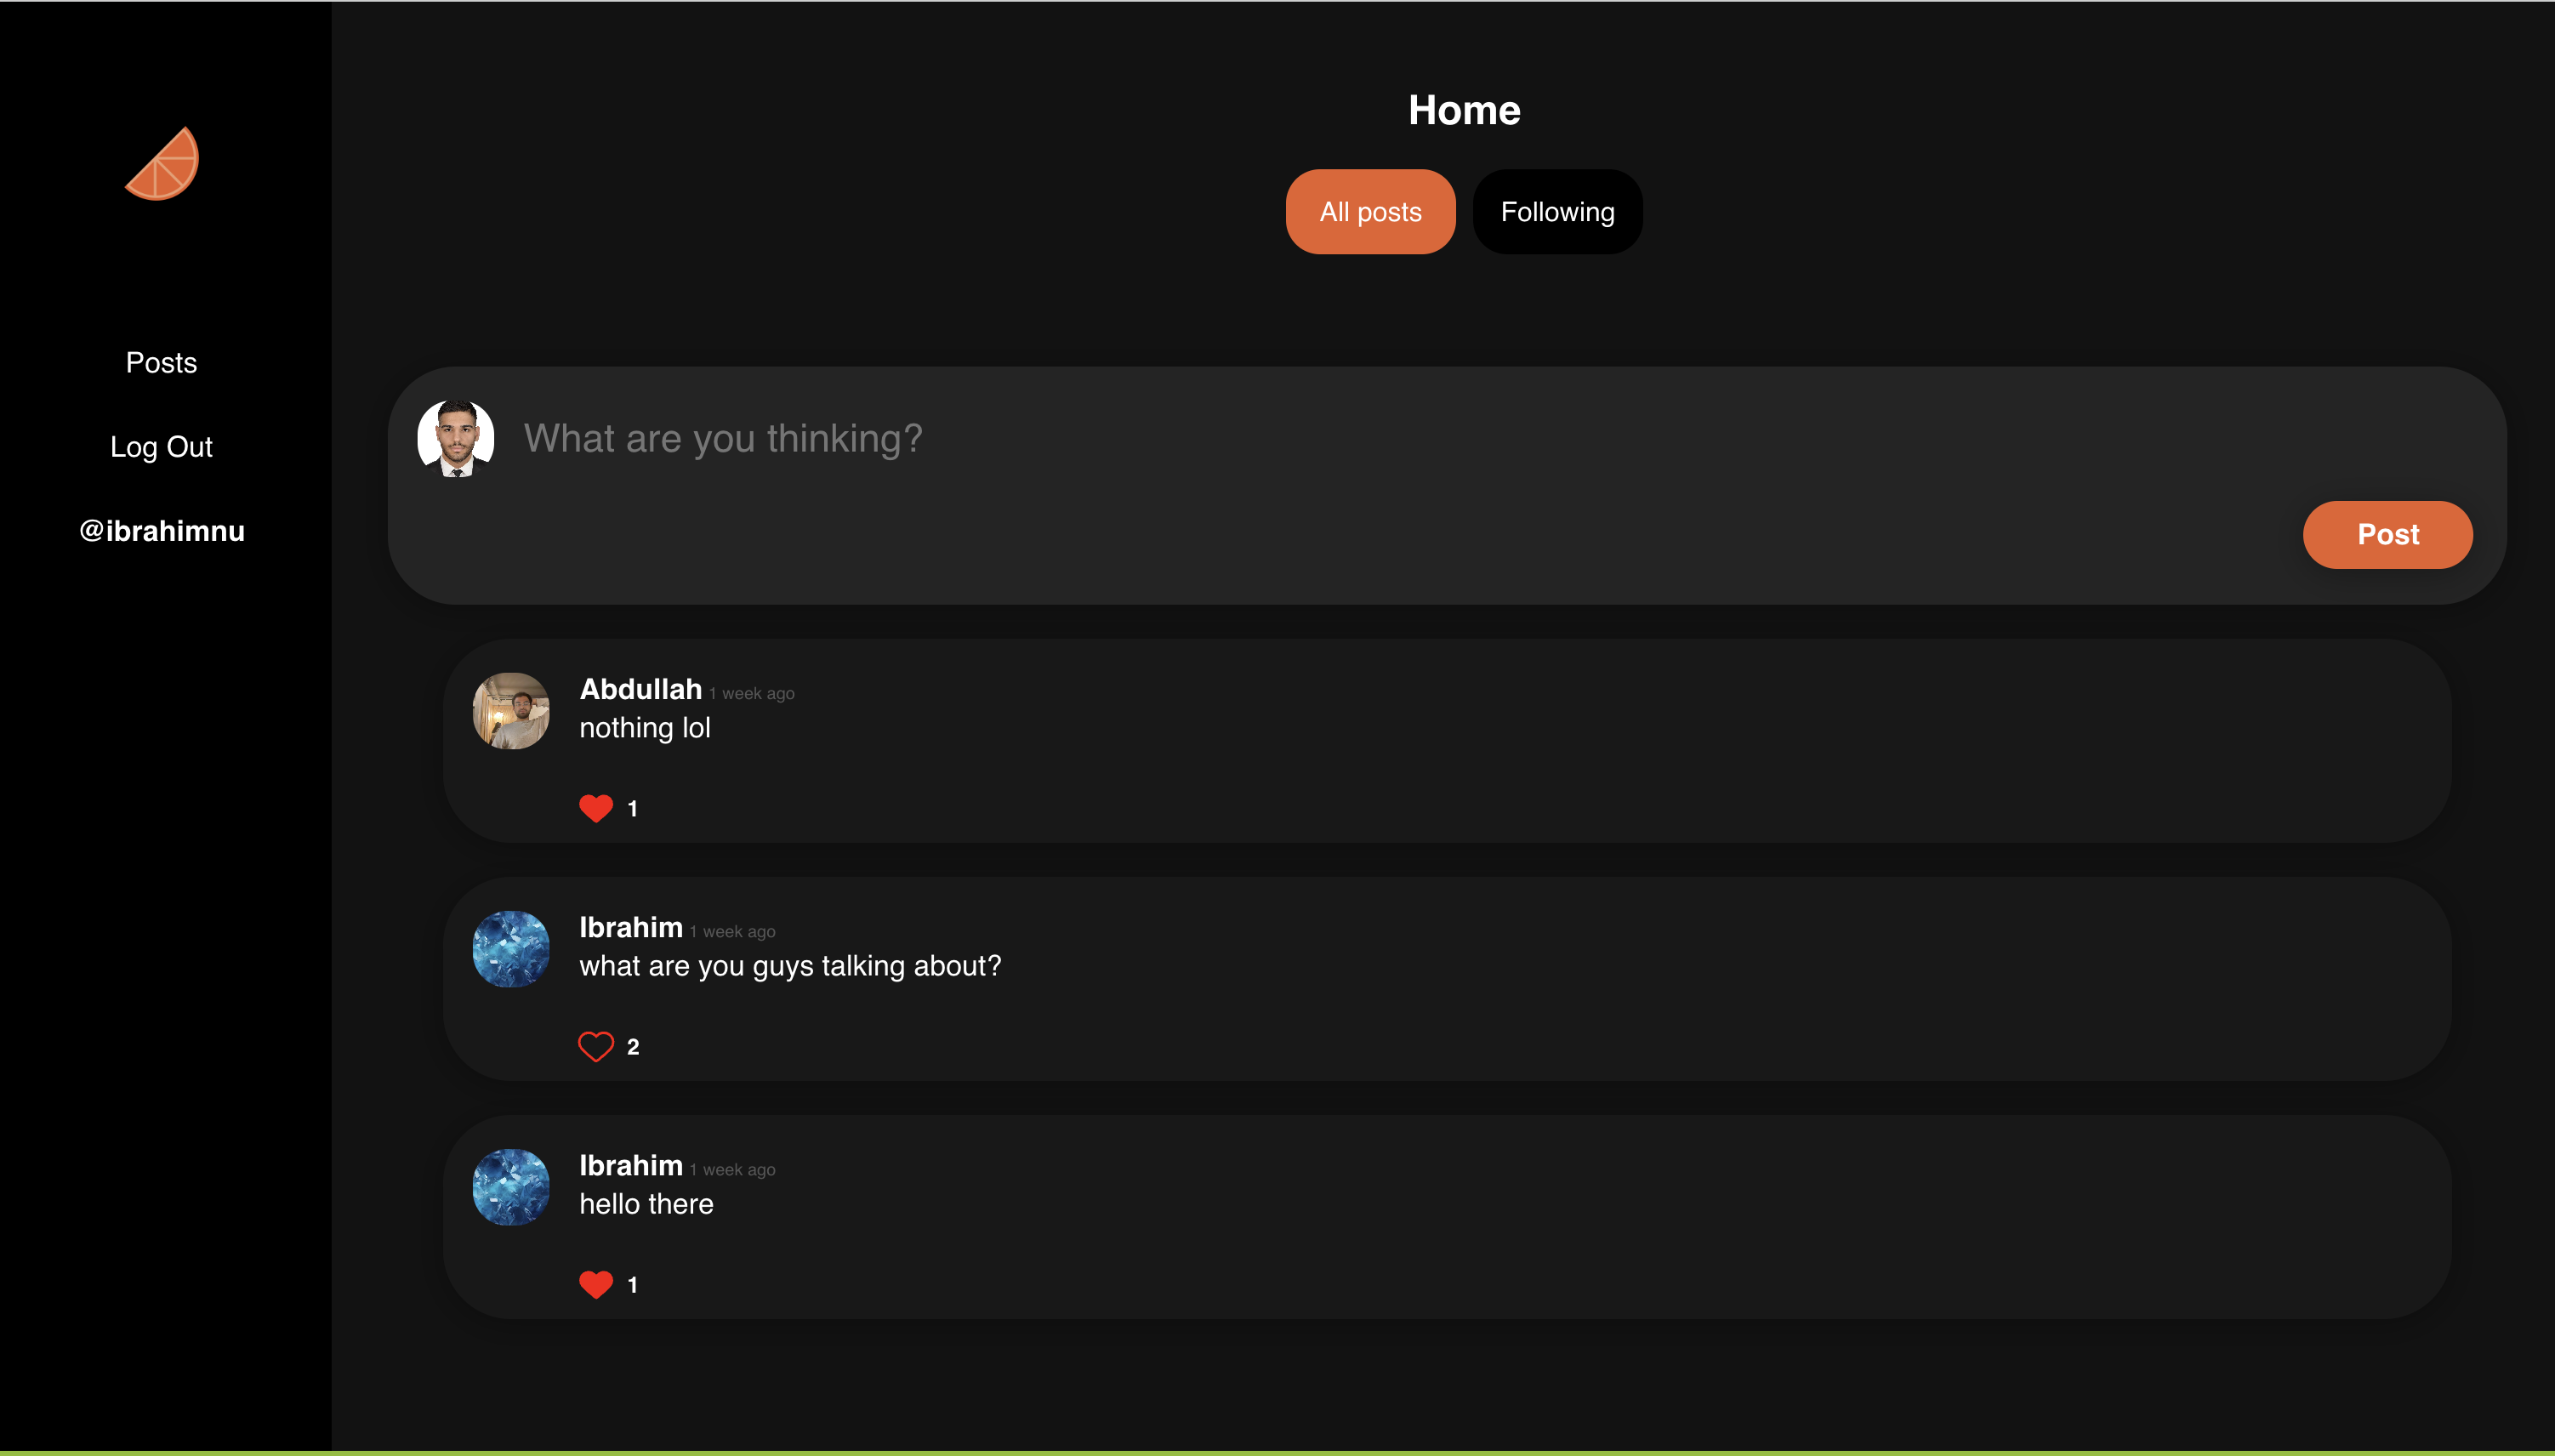 Home
All posts
Following
Posts
Log Out
@ibrahimnu
What are you thinking?
Post
Abdullah 1 week ago
nothing lol
1
Ibrahim 1 week ago
what are you guys talking about?
2
Ibrahim 1 week ago
hello there
1